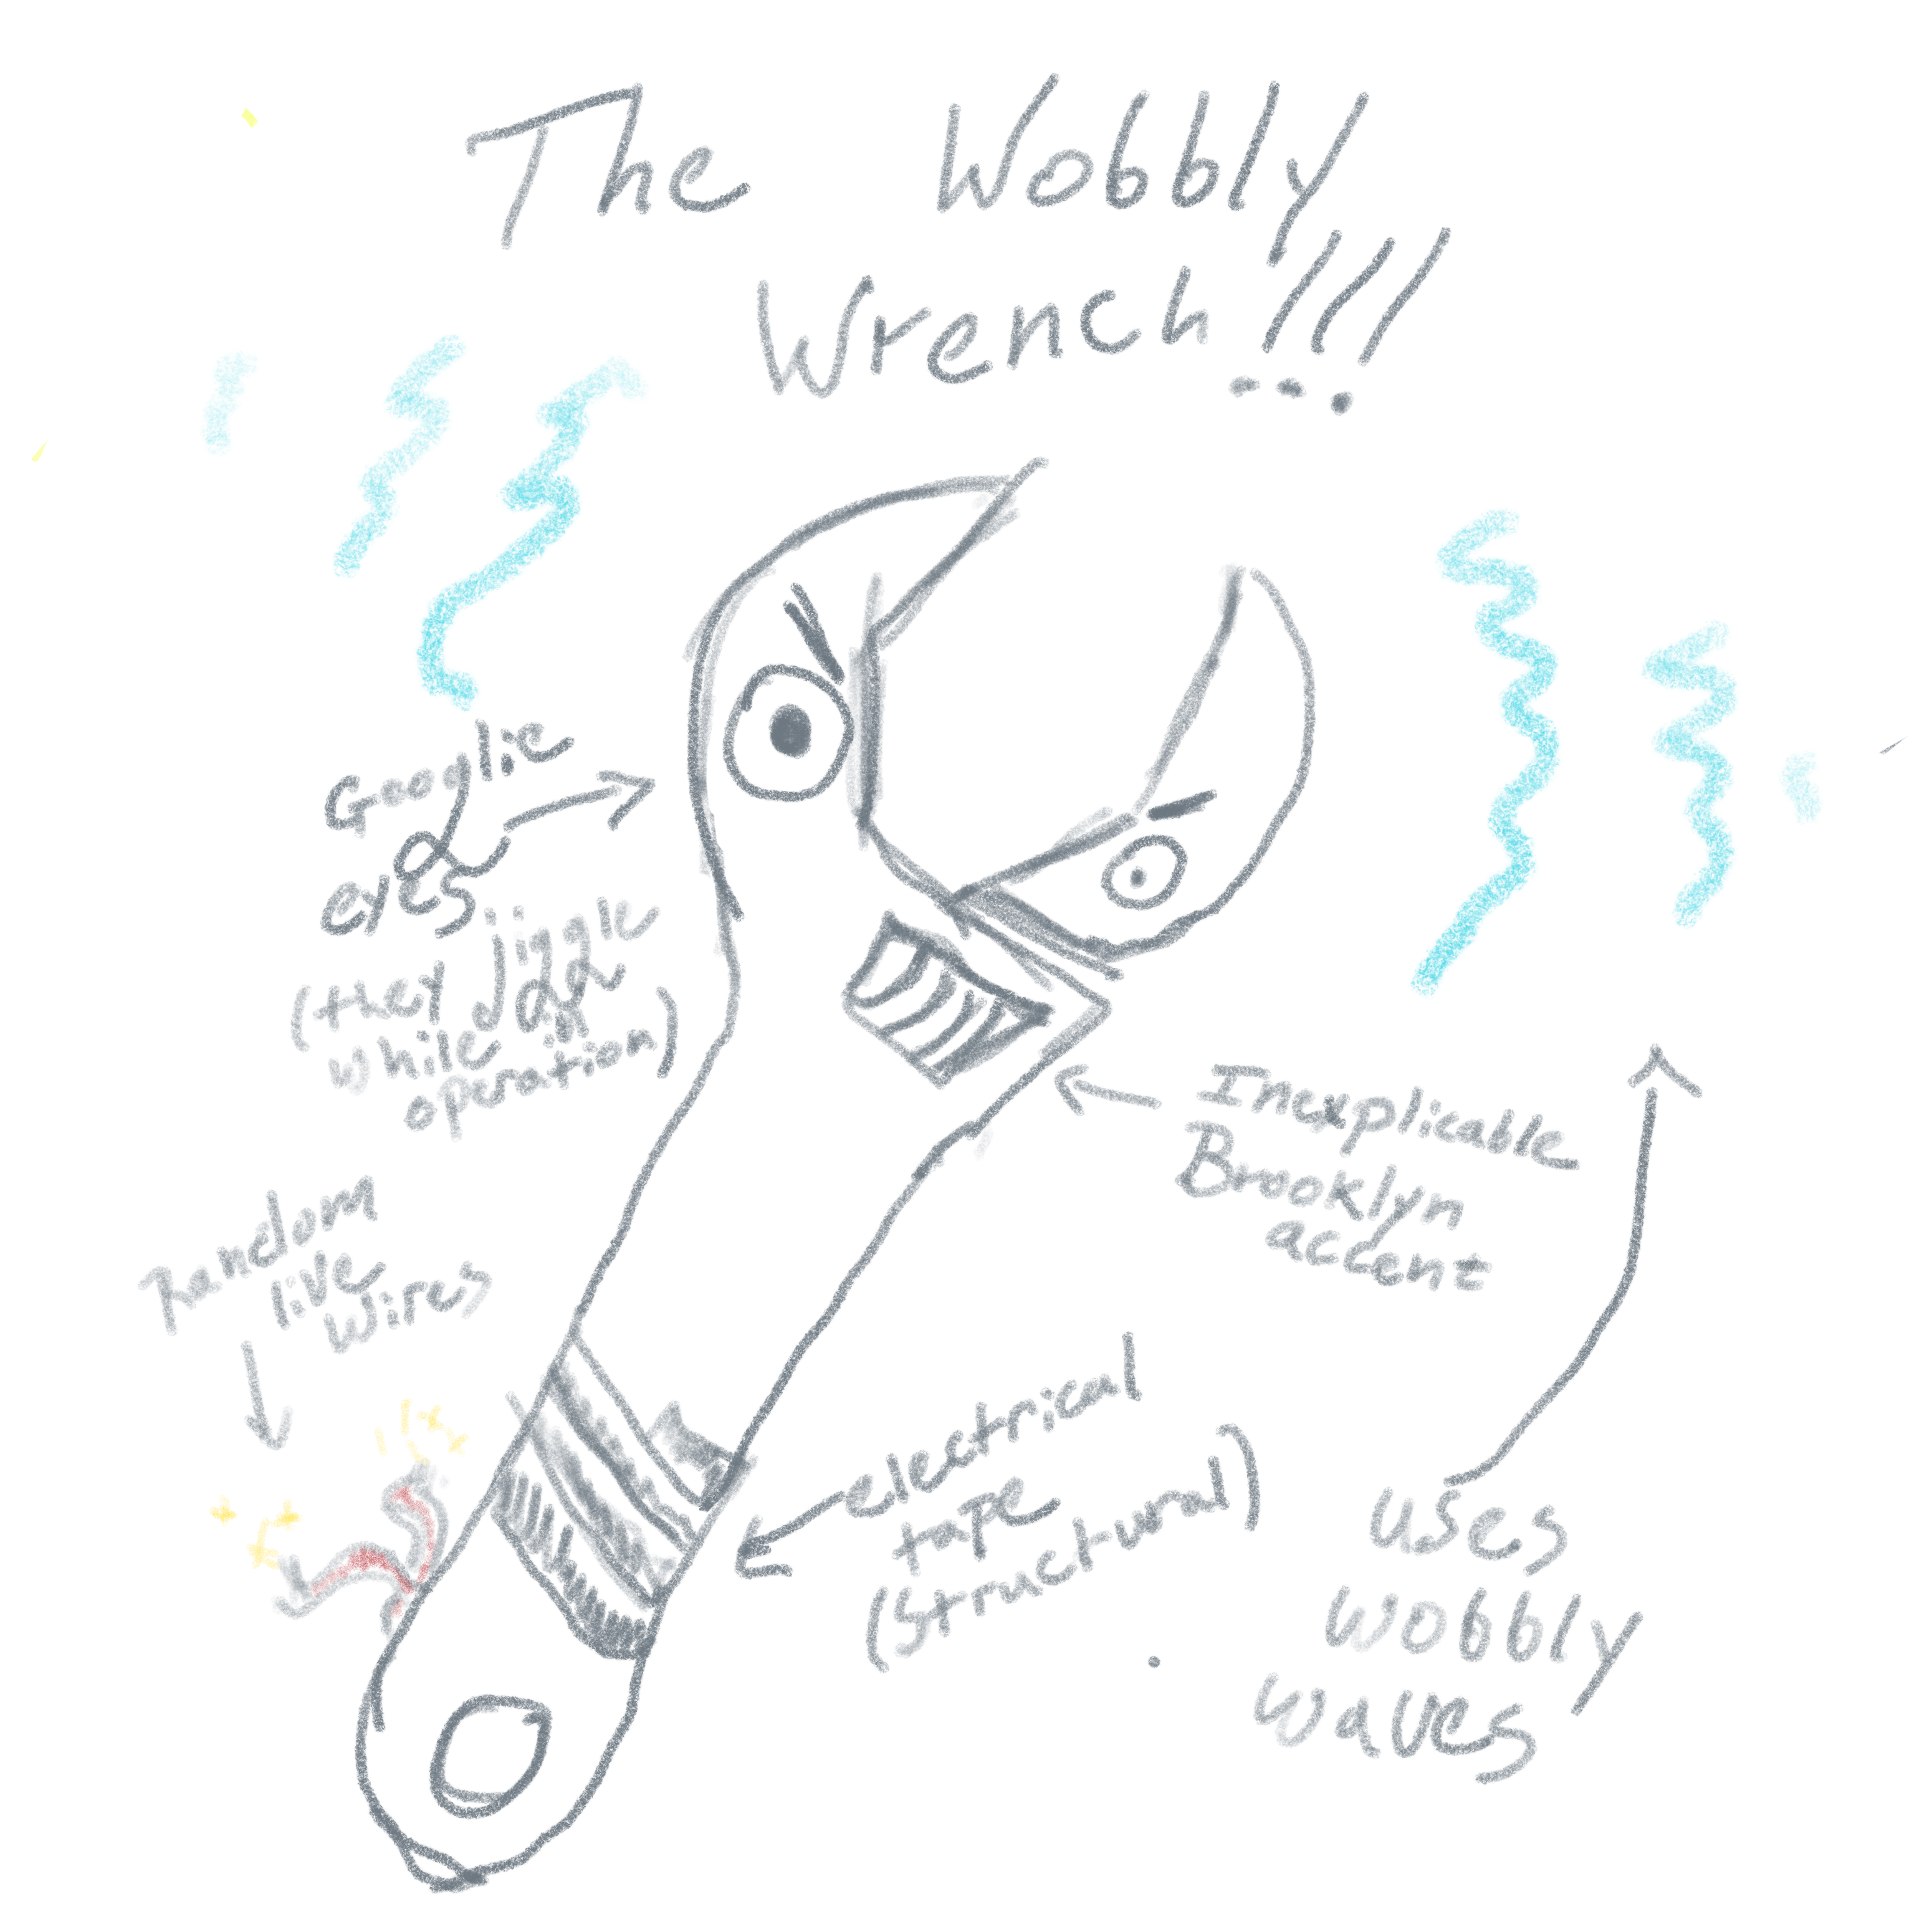 The Wobbly
Wrench!!!
Googlie
eyes
(they jiggle
while in
operation)
Inexplicable
Brooklyn
accent
Random
live
wires
electrical
tape
(structural)
uses
wobbly
waves